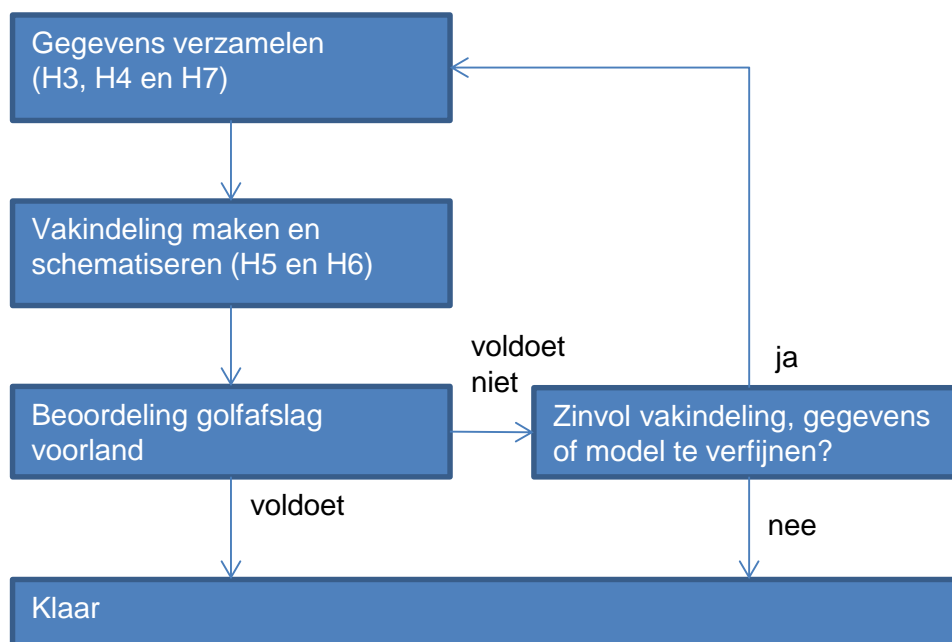 Gegevens verzamelen
(H3, H4 en H7)
Vakindeling maken en
schematiseren (H5 en H6)
voldoet
niet
ja
Beoordeling golfafslag
voorland
Zinvol vakindeling, gegevens
of model te verfijnen?
voldoet
nee
Klaar